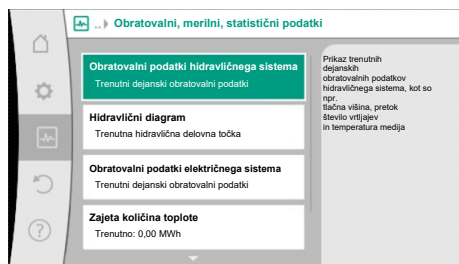 ..) Obratovalni, merilni, statistični podatki
Obratovalni podatki hidravličnega sistema
Trenutni dejanski obratovalni podatki
Hidravlični diagram
Trenutna hidravlična delovna točka
Obratovalni podatki električnega sistema
Trenutni dejanski obratovalni podatki
Zajeta količina toplote
Trenutno: 0,00 MWh
Prikaz trenutnih
dejanskih
obratovalnih podatkov
hidravličnega sistema, kot so
npr.
tlačna višina, pretok
število vrtljajev
in temperatura medija
?